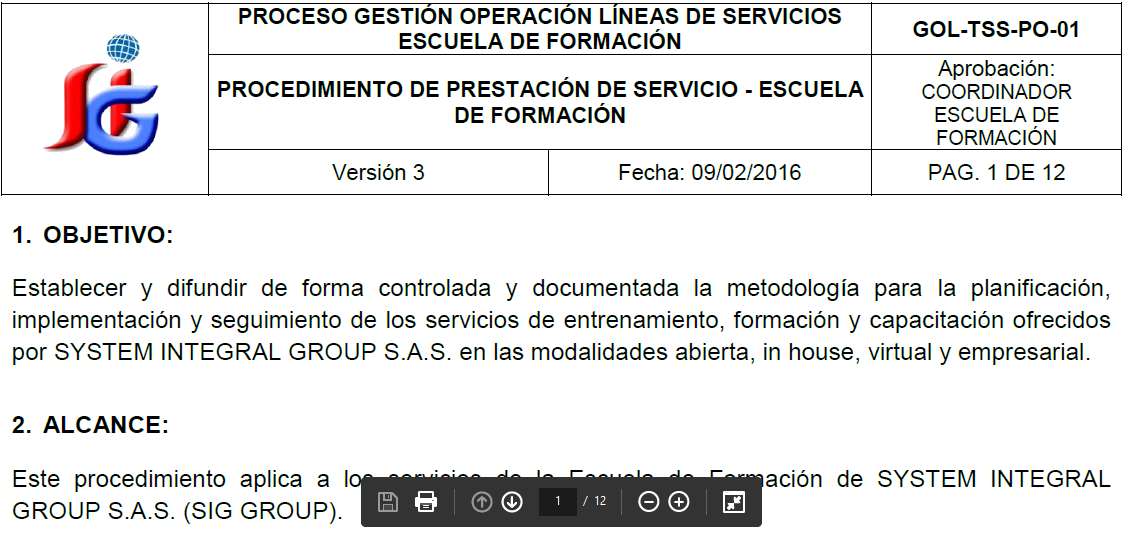 PROCESO GESTIÓN OPERACIÓN LÍNEAS DE SERVICIOS
ESCUELA DE FORMACIÓN
GOL-TSS-PO-01
SiG
PROCEDIMIENTO DE PRESTACIÓN DE SERVICIO - ESCUELA
DE FORMACIÓN
Aprobación:
COORDINADOR
ESCUELA DE
FORMACIÓN
Versión 3
Fecha: 09/02/2016
PAG. 1 DE 12
1. OBJETIVO:
Establecer y difundir de forma controlada y documentada la metodología para la planificación,
implementación y seguimiento de los servicios de entrenamiento, formación y capacitación ofrecidos
por SYSTEM INTEGRAL GROUP S.A.S. en las modalidades abierta, in house, virtual y empresarial.
2. ALCANCE:
Este procedimiento aplica a los servicios de la Escuela de Formación de SYSTEM INTEGRAL
GROUP S.A.S. (SIG GROUP).
1 / 12